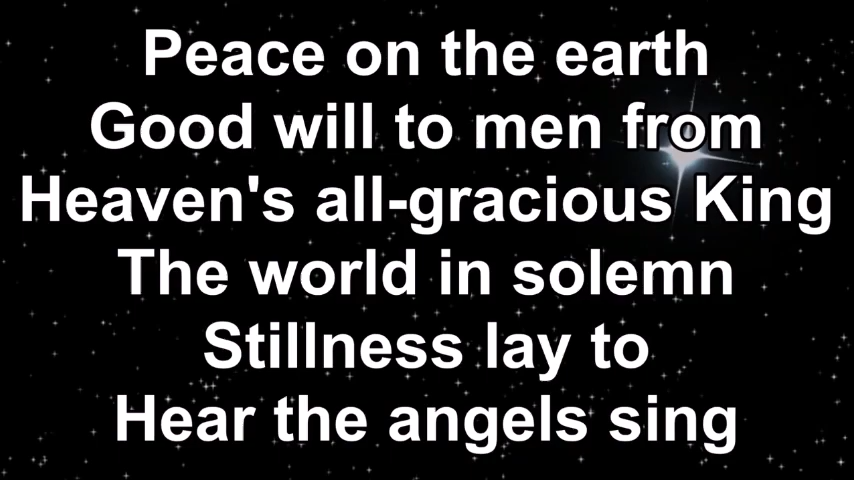 Peace on the earth
Good will to men from
Heaven's all-gracious King
The world in solemn
Stillness lay to
Hear the angels sing